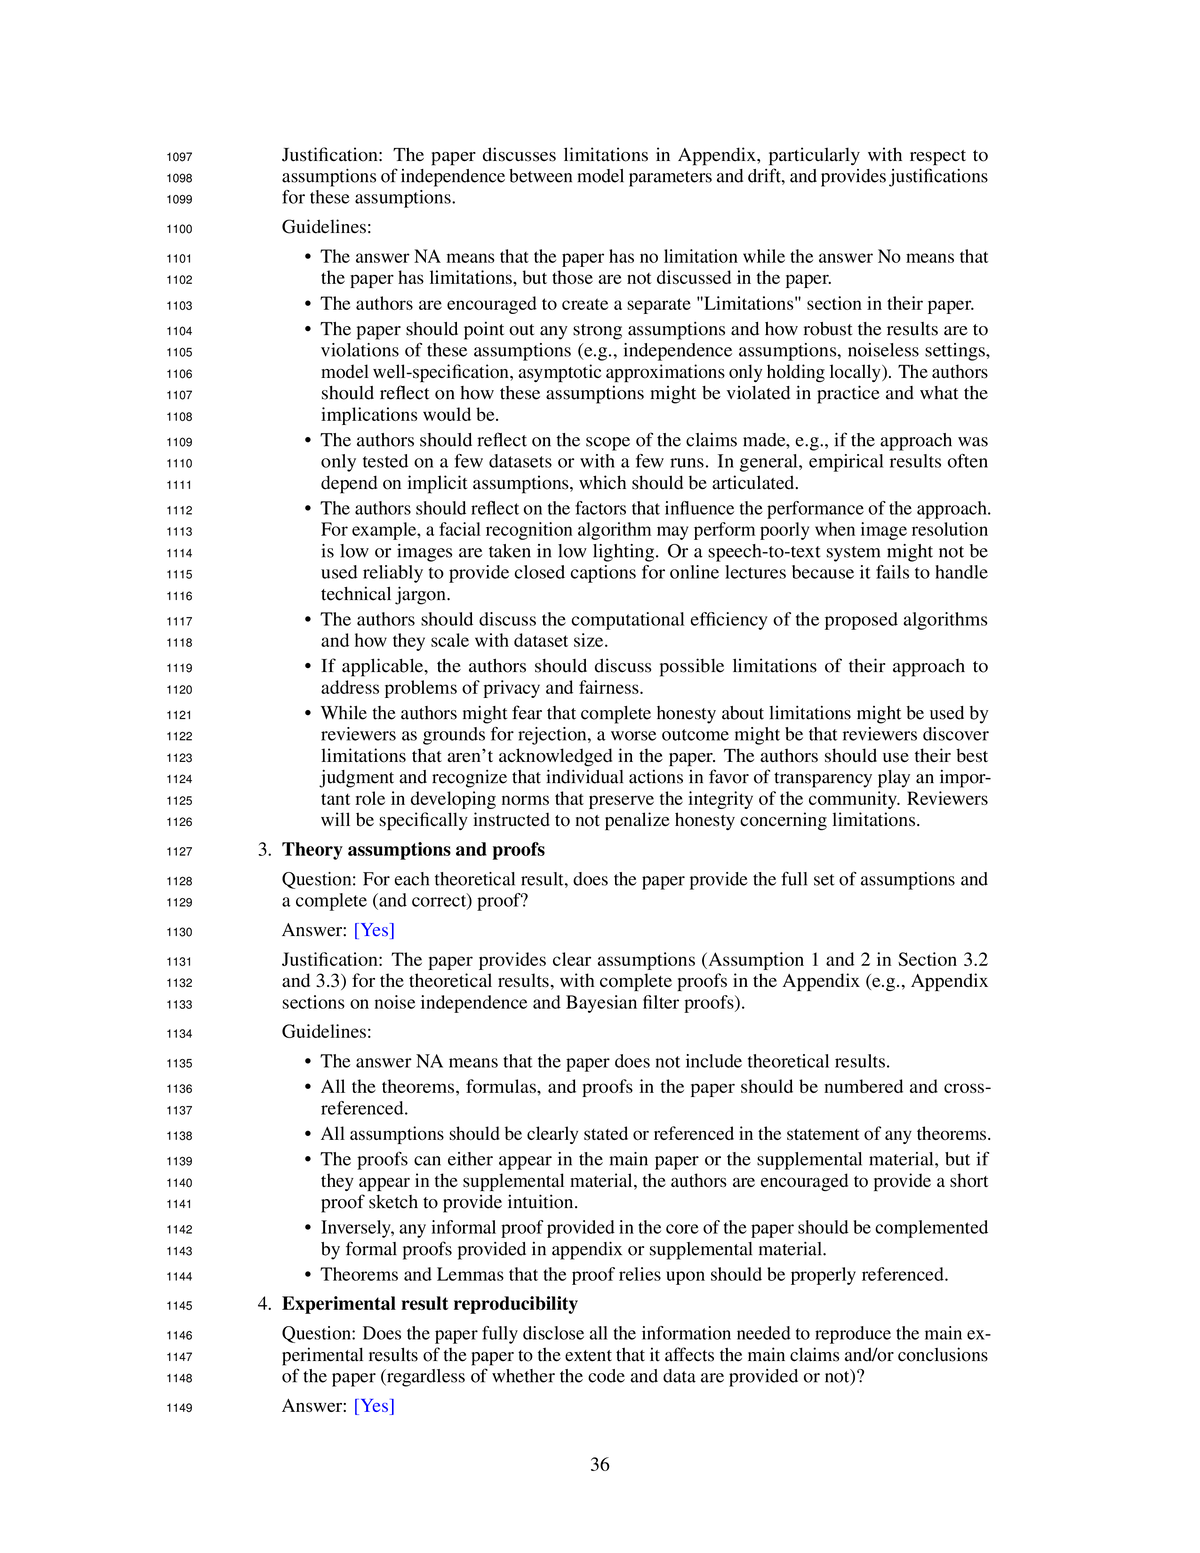 1097 Justification: The paper discusses limitations in Appendix, particularly with respect to
1098 assumptions of independence between model parameters and drift, and provides justifications
1099 for these assumptions.
1100 Guidelines:
1101 • The answer NA means that the paper has no limitation while the answer No means that
1102 the paper has limitations, but those are not discussed in the paper.
1103 • The authors are encouraged to create a separate "Limitations" section in their paper.
1104 • The paper should point out any strong assumptions and how robust the results are to
1105 violations of these assumptions (e.g., independence assumptions, noiseless settings,
1106 model well-specification, asymptotic approximations only holding locally). The authors
1107 should reflect on how these assumptions might be violated in practice and what the
1108 implications would be.
1109 • The authors should reflect on the scope of the claims made, e.g., if the approach was
1110 only tested on a few datasets or with a few runs. In general, empirical results often
1111 depend on implicit assumptions, which should be articulated.
1112 • The authors should reflect on the factors that influence the performance of the approach.
1113 For example, a facial recognition algorithm may perform poorly when image resolution
1114 is low or images are taken in low lighting. Or a speech-to-text system might not be
1115 used reliably to provide closed captions for online lectures because it fails to handle
1116 technical jargon.
1117 • The authors should discuss the computational efficiency of the proposed algorithms
1118 and how they scale with dataset size.
1119 • If applicable, the authors should discuss possible limitations of their approach to
1120 address problems of privacy and fairness.
1121 • While the authors might fear that complete honesty about limitations might be used by
1122 reviewers as grounds for rejection, a worse outcome might be that reviewers discover
1123 limitations that aren't acknowledged in the paper. The authors should use their best
1124 judgment and recognize that individual actions in favor of transparency play an impor-
1125 tant role in developing norms that preserve the integrity of the community. Reviewers
1126 will be specifically instructed to not penalize honesty concerning limitations.
1127 3. Theory assumptions and proofs
1128 Question: For each theoretical result, does the paper provide the full set of assumptions and
1129 a complete (and correct) proof?
1130 Answer: [Yes]
1131 Justification: The paper provides clear assumptions (Assumption 1 and 2 in Section 3.2
1132 and 3.3) for the theoretical results, with complete proofs in the Appendix (e.g., Appendix
1133 sections on noise independence and Bayesian filter proofs).
1134 Guidelines:
1135 • The answer NA means that the paper does not include theoretical results.
1136 • All the theorems, formulas, and proofs in the paper should be numbered and cross-
1137 referenced.
1138 • All assumptions should be clearly stated or referenced in the statement of any theorems.
1139 • The proofs can either appear in the main paper or the supplemental material, but if
1140 they appear in the supplemental material, the authors are encouraged to provide a short
1141 proof sketch to provide intuition.
1142 • Inversely, any informal proof provided in the core of the paper should be complemented
1143 by formal proofs provided in appendix or supplemental material.
1144 • Theorems and Lemmas that the proof relies upon should be properly referenced.
1145 4. Experimental result reproducibility
1146 Question: Does the paper fully disclose all the information needed to reproduce the main ex-
1147 perimental results of the paper to the extent that it affects the main claims and/or conclusions
1148 of the paper (regardless of whether the code and data are provided or not)?
1149 Answer: [Yes]
36